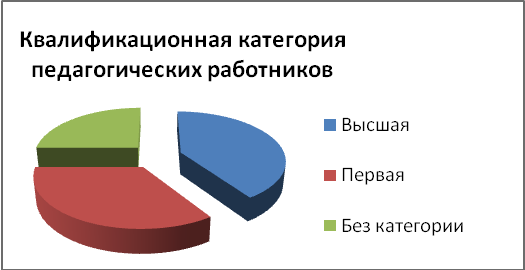 Квалификационная категория
педагогических работников
Высшая
Первая
Без категории